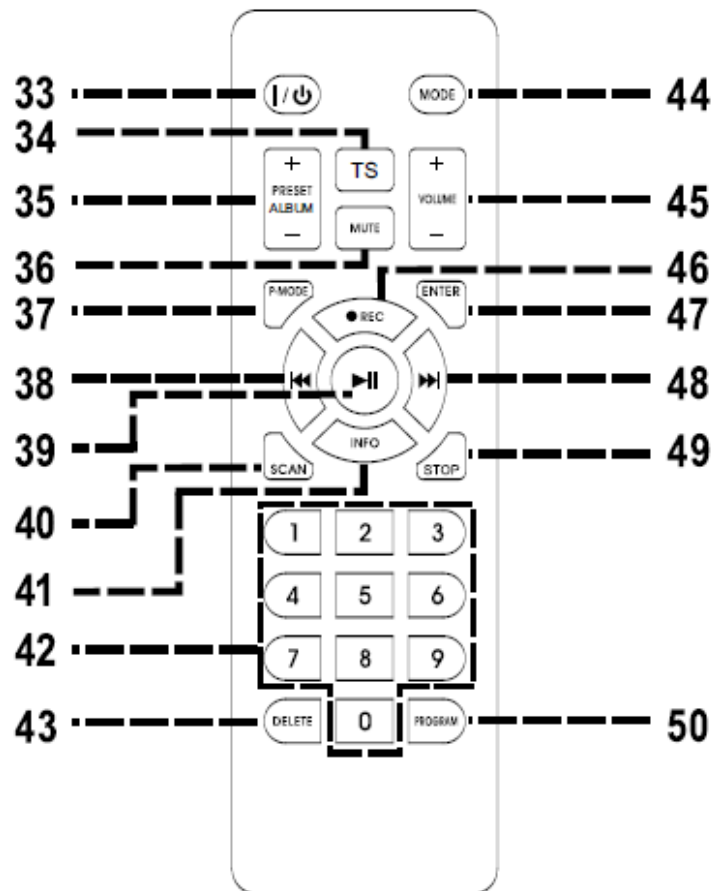 33 I/⏻ MODE 44
34 TS
35 + PRESET ALBUM − + VOLUME − 45
36 MUTE 46
37 P-MODE ●REC ENTER 47
38 ⏮ ⏯ ⏭ 48
39 INFO
40 SCAN STOP 49
41 1 2 3
4 5 6
42 7 8 9
43 DELETE 0 PROGRAM 50